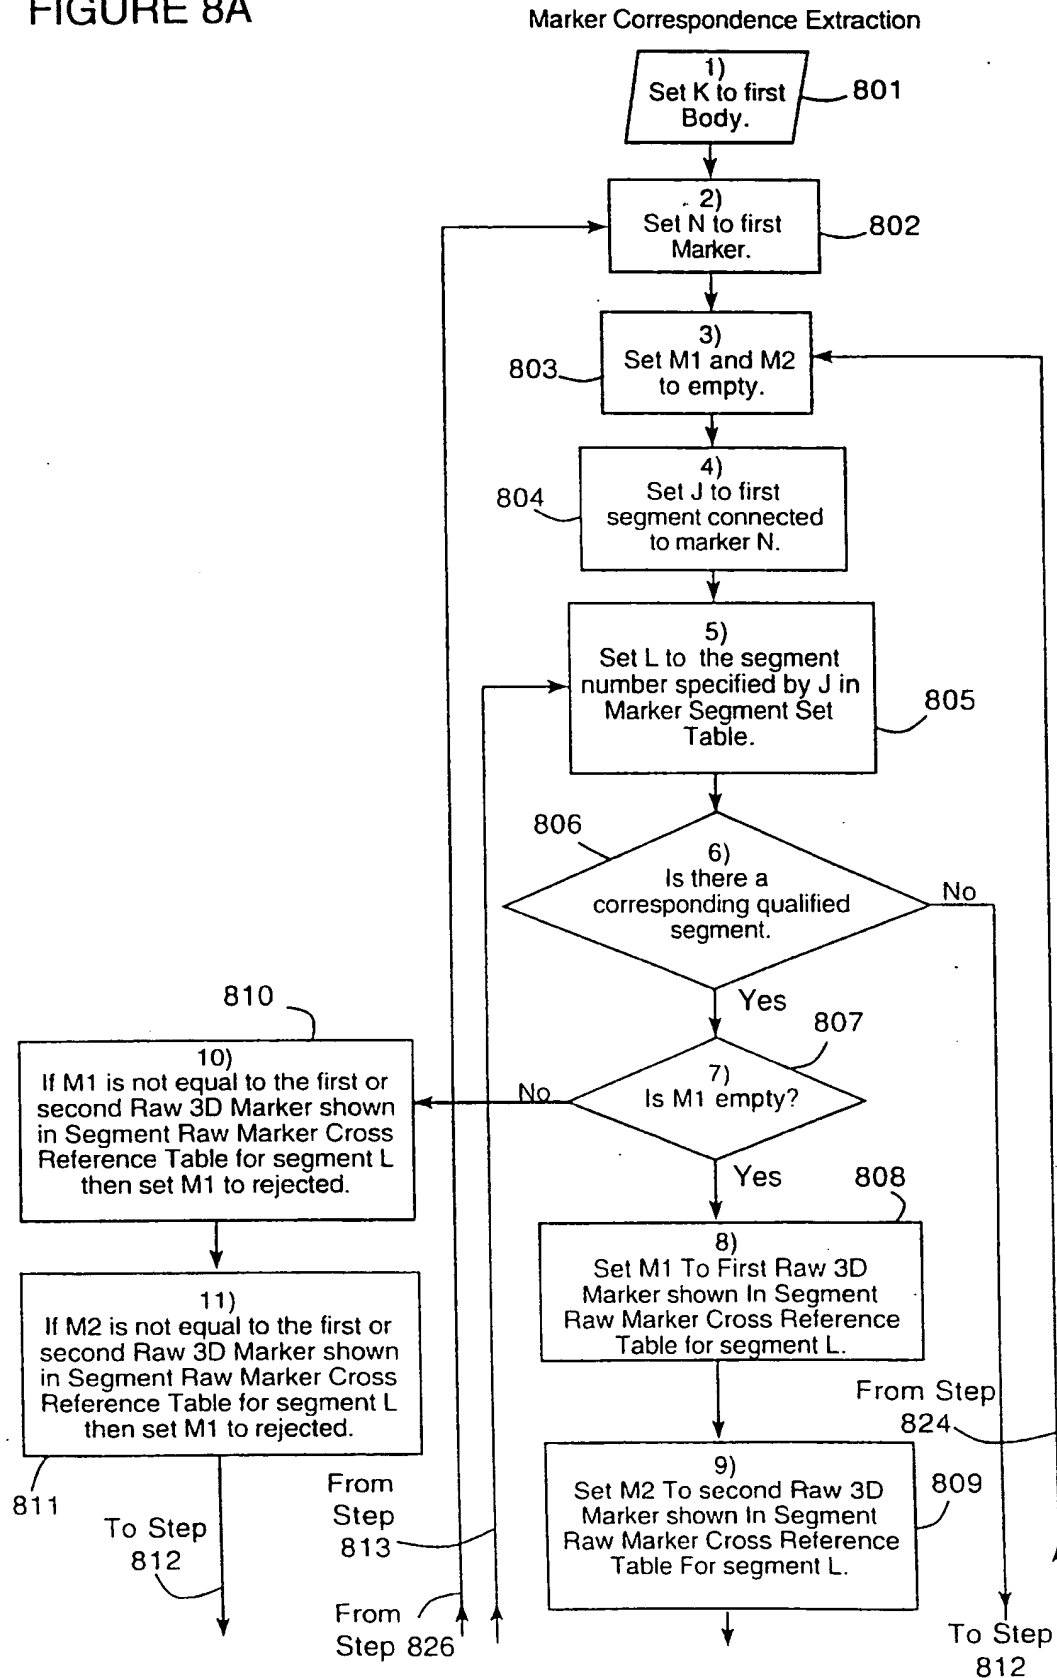 FIGURE 8A
Marker Correspondence Extraction
1)
Set K to first
Body.
801
2)
Set N to first
Marker.
802
3)
Set M1 and M2
to empty.
803
4)
Set J to first
segment connected
to marker N.
804
5)
Set L to the segment
number specified by J in
Marker Segment Set
Table.
805
806
6)
Is there a
corresponding qualified
segment.
No
Yes
807
7)
Is M1 empty?
No
Yes
810
10)
If M1 is not equal to the first or
second Raw 3D Marker shown
in Segment Raw Marker Cross
Reference Table for segment L
then set M1 to rejected.
808
8)
Set M1 To First Raw 3D
Marker shown In Segment
Raw Marker Cross Reference
Table for segment L.
11)
If M2 is not equal to the first or
second Raw 3D Marker shown
in Segment Raw Marker Cross
Reference Table for segment L
then set M1 to rejected.
811
From Step
824
9)
Set M2 To second Raw 3D
Marker shown In Segment
Raw Marker Cross Reference
Table For segment L.
809
To Step
812
From
Step
813
From
Step 826
To Step
812